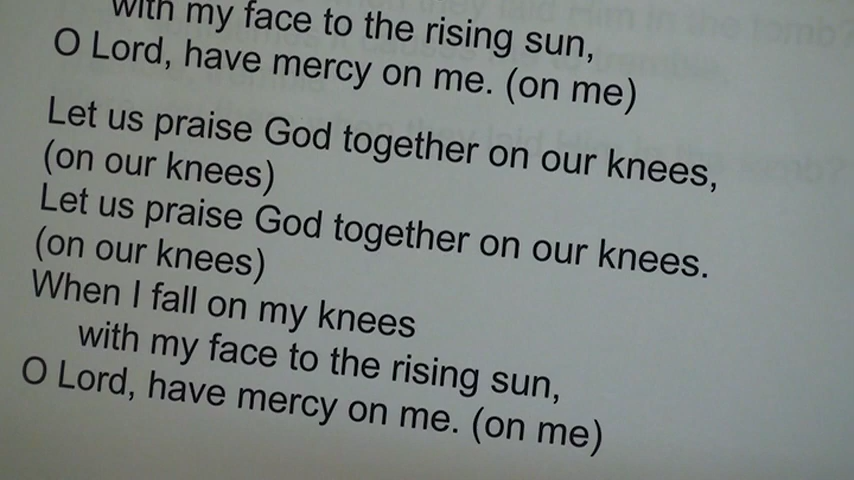 with my face to the rising sun,
O Lord, have mercy on me. (on me)
Let us praise God together on our knees,
(on our knees)
Let us praise God together on our knees.
(on our knees)
When I fall on my knees
with my face to the rising sun,
O Lord, have mercy on me. (on me)